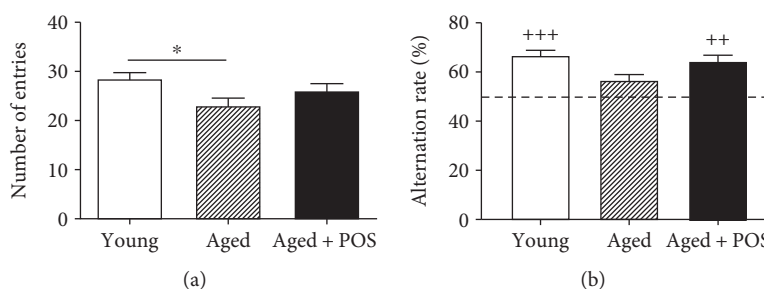 Number of entries
40
30
20
10
0
*
Young Aged Aged + POS
(a)
Alternation rate (%)
80
60
40
20
0
+++
++
Young Aged Aged + POS
(b)